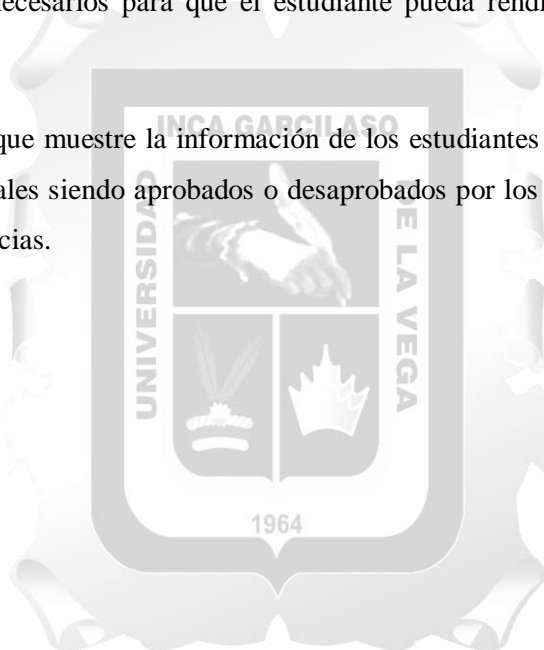 necesarios para que el estudiante pueda rendi
que muestre la información de los estudiantes
INCA GARCILASO
ales siendo aprobados o desaprobados por los
cias.
UNIVERSIDAD
DE LA VEGA
1964